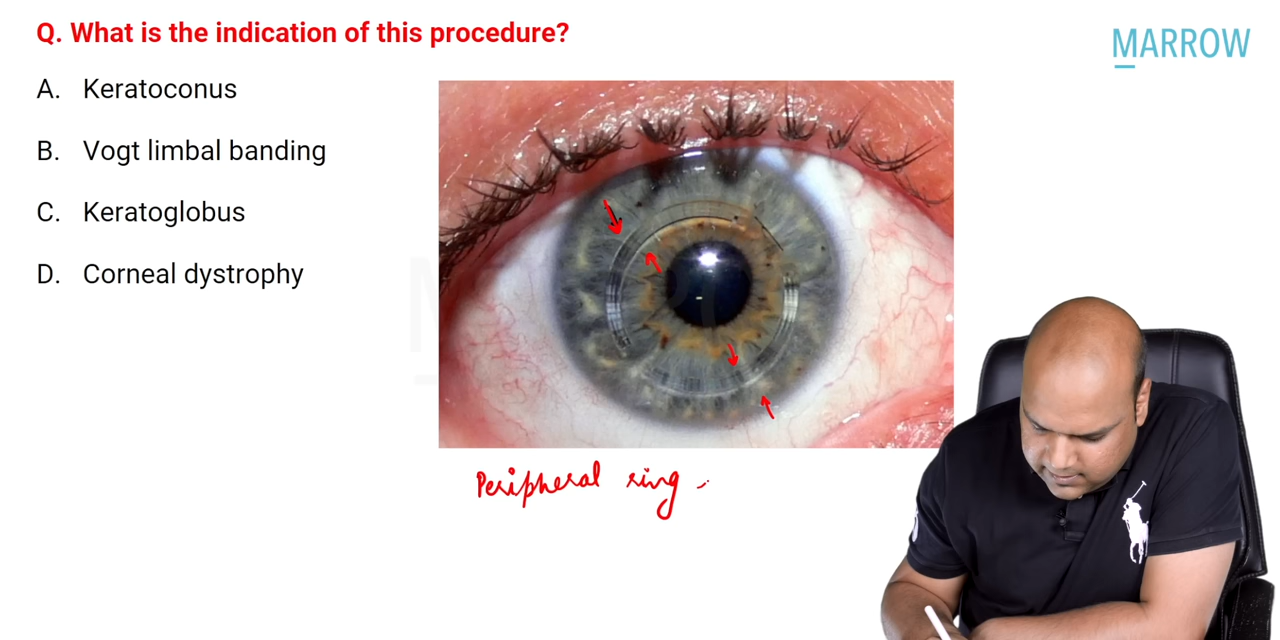 Q. What is the indication of this procedure?
MARROW
A. Keratoconus
B. Vogt limbal banding
C. Keratoglobus
D. Corneal dystrophy
Peripheral ring -